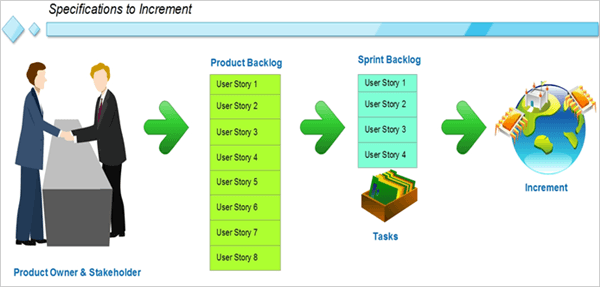 Specifications to Increment
Product Owner & Stakeholder
Product Backlog
User Story 1
User Story 2
User Story 3
User Story 4
User Story 5
User Story 6
User Story 7
User Story 8
Sprint Backlog
User Story 1
User Story 2
User Story 3
User Story 4
Tasks
Increment